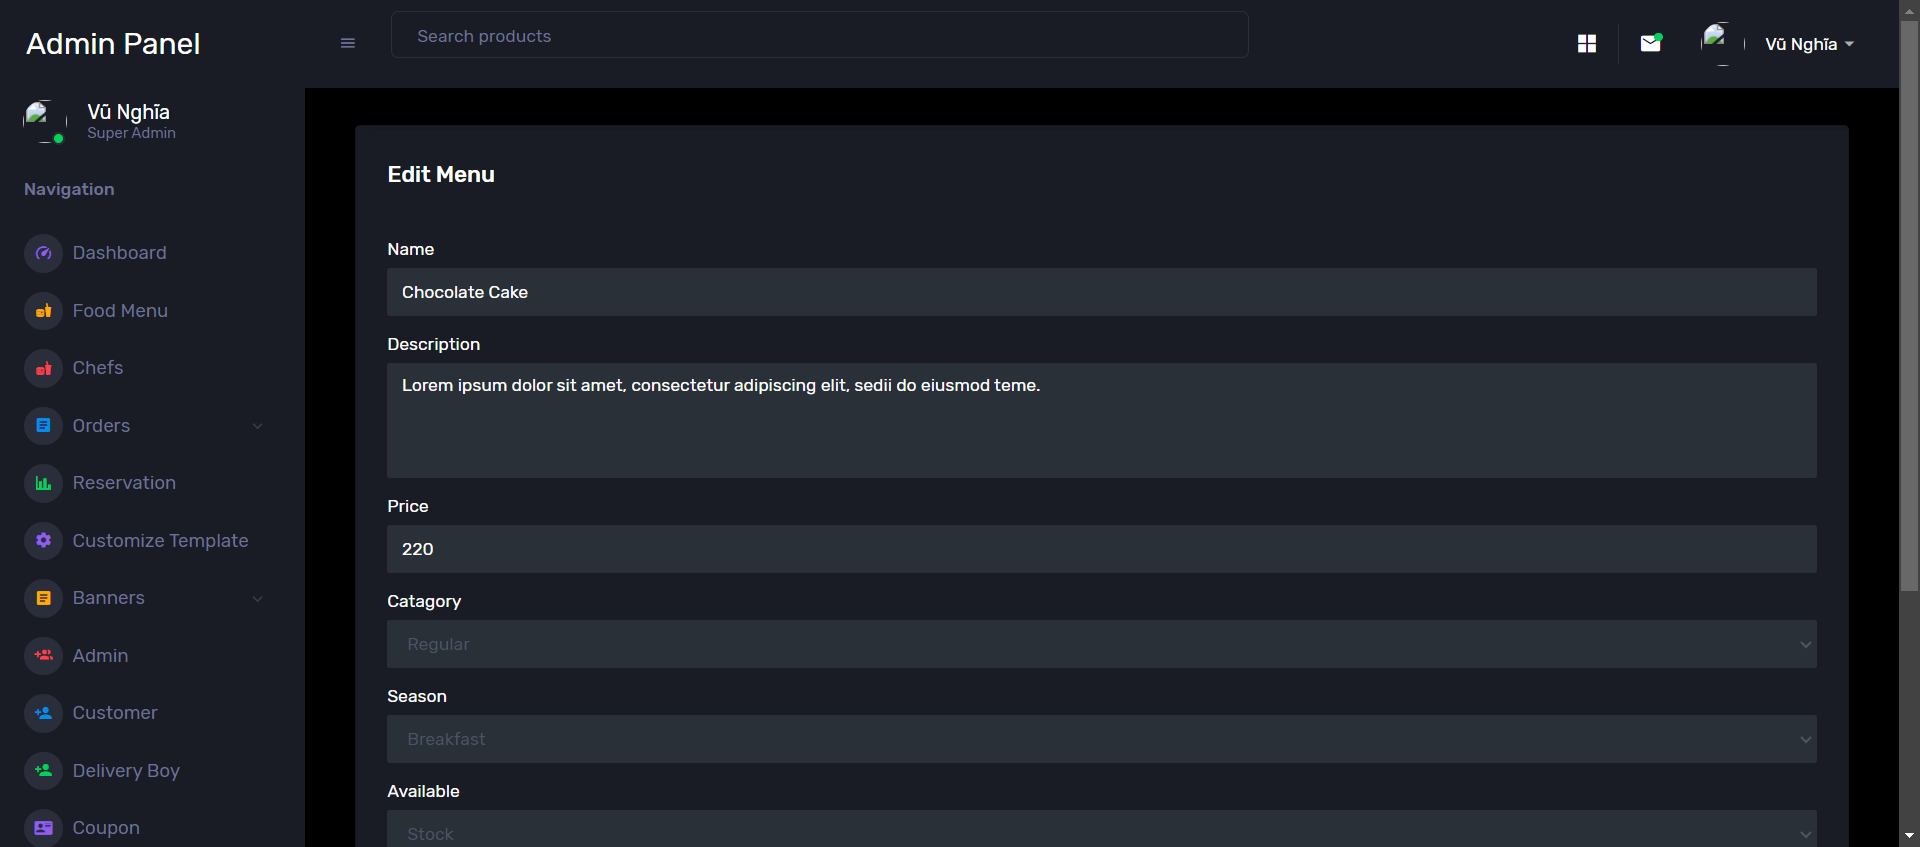 Admin Panel
Search products
Vũ Nghĩa
Vũ Nghĩa
Super Admin
Navigation
Dashboard
Food Menu
Chefs
Orders
Reservation
Customize Template
Banners
Admin
Customer
Delivery Boy
Coupon
Edit Menu
Name
Chocolate Cake
Description
Lorem ipsum dolor sit amet, consectetur adipiscing elit, sedii do eiusmod teme.
Price
220
Catagory
Regular
Season
Breakfast
Available
Stock